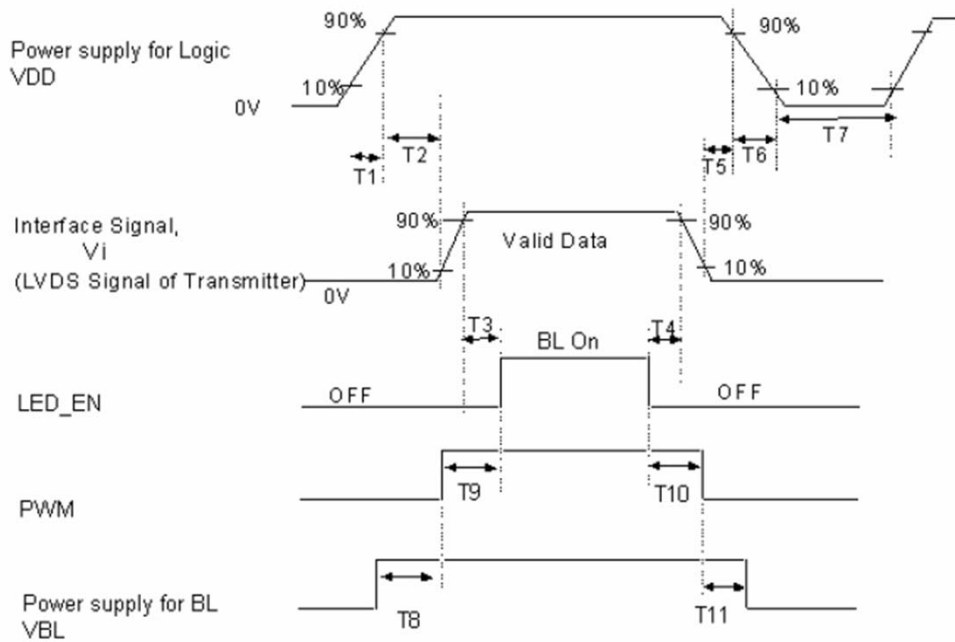 90%
90%
Power supply for Logic
VDD
10%
10%
0V
T1
T2
T5
T6
T7
Interface Signal,
Vi
(LVDS Signal of Transmitter)
90%
90%
Valid Data
10%
10%
0V
T3
T4
BL On
LED_EN
OFF
OFF
T9
T10
PWM
T8
T11
Power supply for BL
VBL